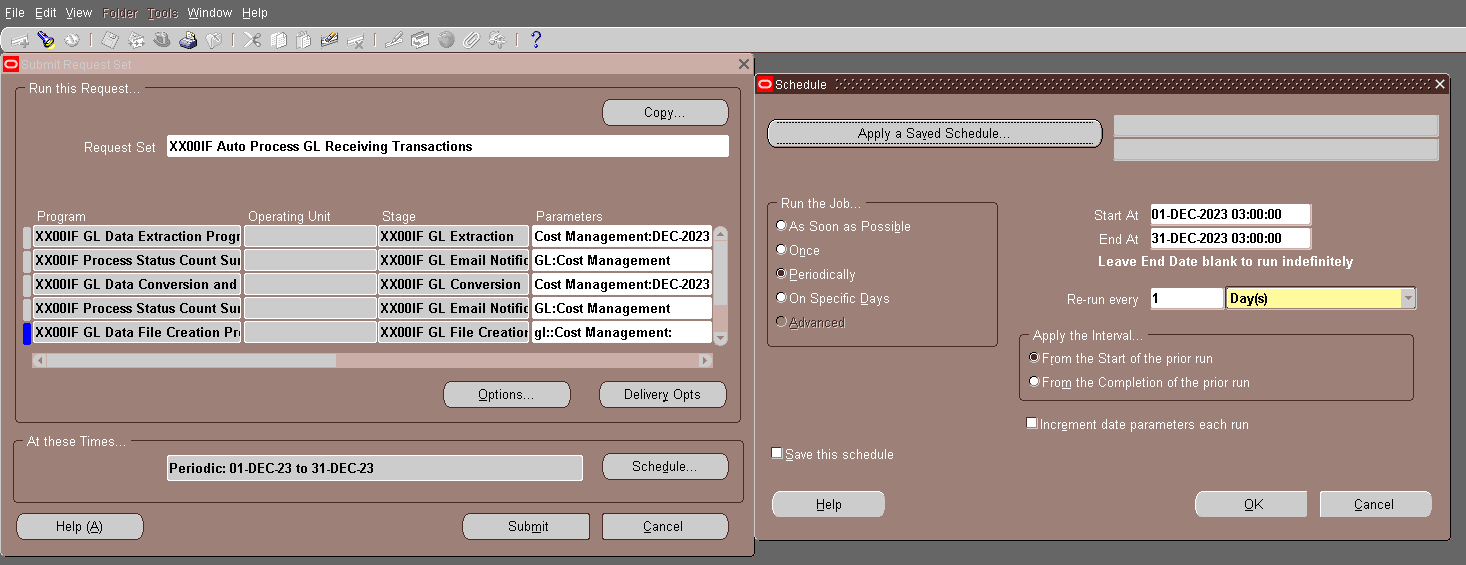 File Edit View Folder Tools Window Help
?
Submit Request Set
Run this Request...
Copy...
Request Set XX00IF Auto Process GL Receiving Transactions
Program Operating Unit Stage Parameters
XX00IF GL Data Extraction Progr XX00IF GL Extraction Cost Management:DEC-2023
XX00IF Process Status Count Sur XX00IF GL Email Notific GL:Cost Management
XX00IF GL Data Conversion and XX00IF GL Conversion Cost Management:DEC-2023
XX00IF Process Status Count Sur XX00IF GL Email Notific GL:Cost Management
XX00IF GL Data File Creation Pr XX00IF GL File Creation gl::Cost Management:
Options... Delivery Opts
At these Times...
Periodic: 01-DEC-23 to 31-DEC-23 Schedule...
Help (A) Submit Cancel
Schedule
Apply a Saved Schedule...
Run the Job...
As Soon as Possible
Once
Periodically
On Specific Days
Advanced
Start At 01-DEC-2023 03:00:00
End At 31-DEC-2023 03:00:00
Leave End Date blank to run indefinitely
Re-run every 1 Day(s)
Apply the Interval...
From the Start of the prior run
From the Completion of the prior run
Increment date parameters each run
Save this schedule
Help OK Cancel